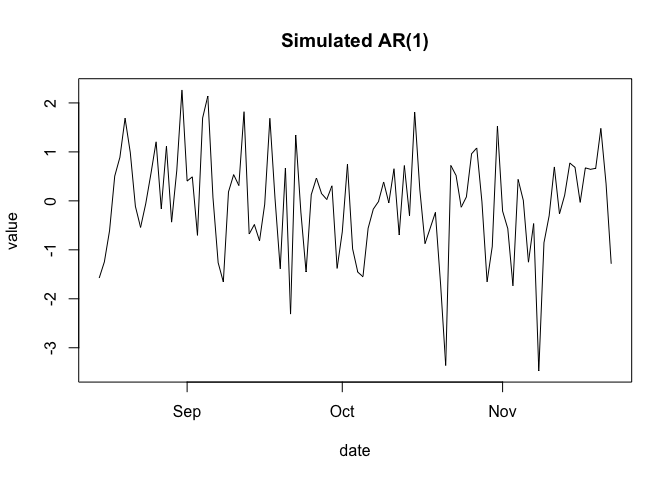 Simulated AR(1)
value
2
1
0
-1
-2
-3
Sep Oct Nov
date